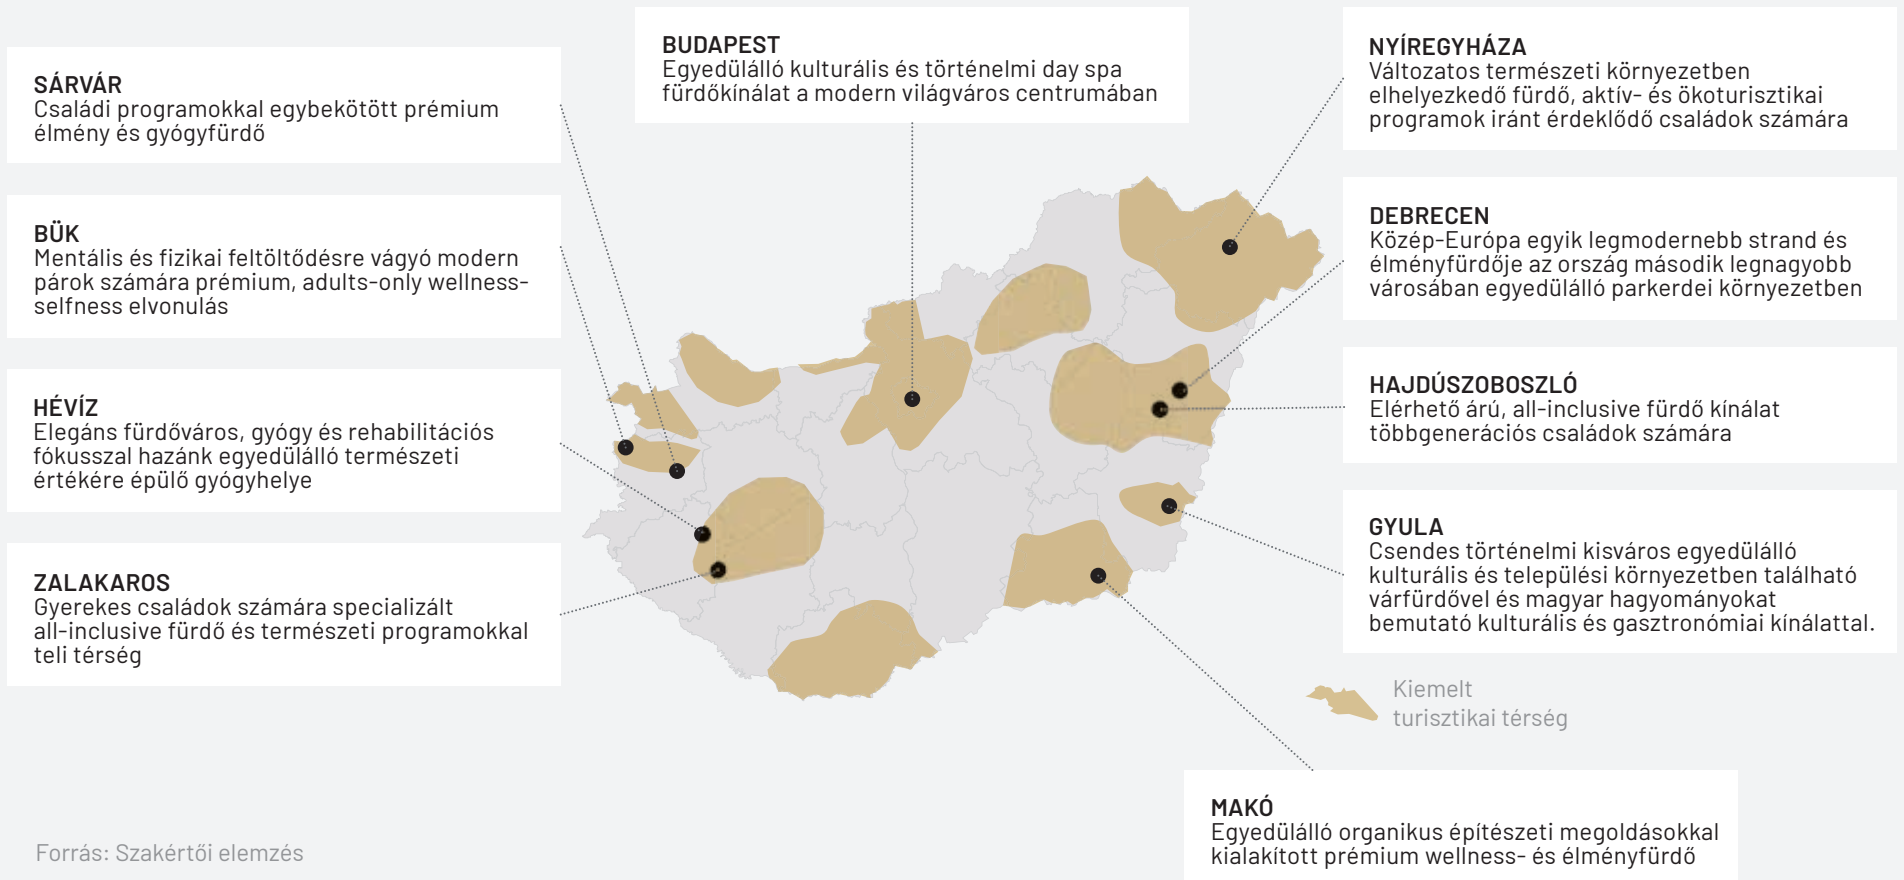 SÁRVÁR
Családi programokkal egybekötött prémium
élmény és gyógyfürdő
BÜK
Mentális és fizikai feltöltődésre vágyó modern
párok számára prémium, adults-only wellness-
selfness elvonulás
HÉVÍZ
Elegáns fürdőváros, gyógy és rehabilitációs
fókusszal hazánk egyedülálló természeti
értékére épülő gyógyhelye
ZALAKAROS
Gyerekes családok számára specializált
all-inclusive fürdő és természeti programokkal
teli térség
BUDAPEST
Egyedülálló kulturális és történelmi day spa
fürdőkínálat a modern világváros centrumában
NYÍREGYHÁZA
Változatos természeti környezetben
elhelyezkedő fürdő, aktív- és ökoturisztikai
programok iránt érdeklődő családok számára
DEBRECEN
Közép-Európa egyik legmodernebb strand és
élményfürdője az ország második legnagyobb
városában egyedülálló parkerdei környezetben
HAJDÚSZOBOSZLÓ
Elérhető árú, all-inclusive fürdő kínálat
többgenerációs családok számára
GYULA
Csendes történelmi kisváros egyedülálló
kulturális és települési környezetben található
várfürdővel és magyar hagyományokat
bemutató kulturális és gasztronómiai kínálattal.
Kiemelt
turisztikai térség
MAKÓ
Egyedülálló organikus építészeti megoldásokkal
kialakított prémium wellness- és élményfürdő
Forrás: Szakértői elemzés